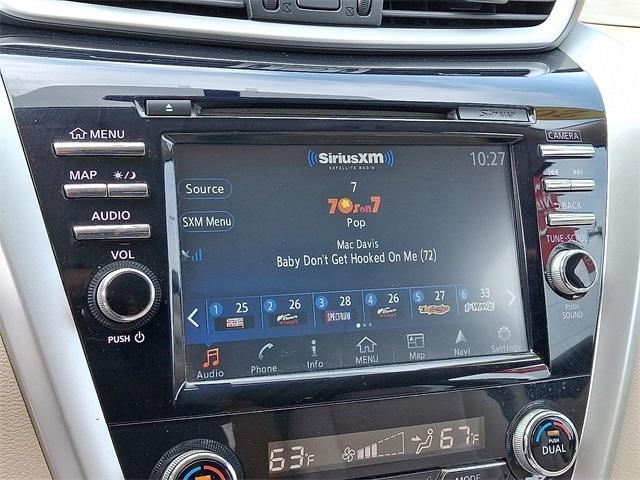 SD MAP
MENU
MAP
AUDIO
VOL
PUSH
CAMERA
BACK
TUNE·SCROLL
PUSH SOUND
((SiriusXM))
SATELLITE RADIO
10:27
Source
7
70s on 7
SXM Menu
Pop
Mac Davis
Baby Don't Get Hooked On Me (72)
1 25 2 26 3 28 4 26 5 27 6 33
SPECTRUM
Audio Phone Info MENU Map Navi Settings
63°F
67°F
PUSH
DUAL
MODE